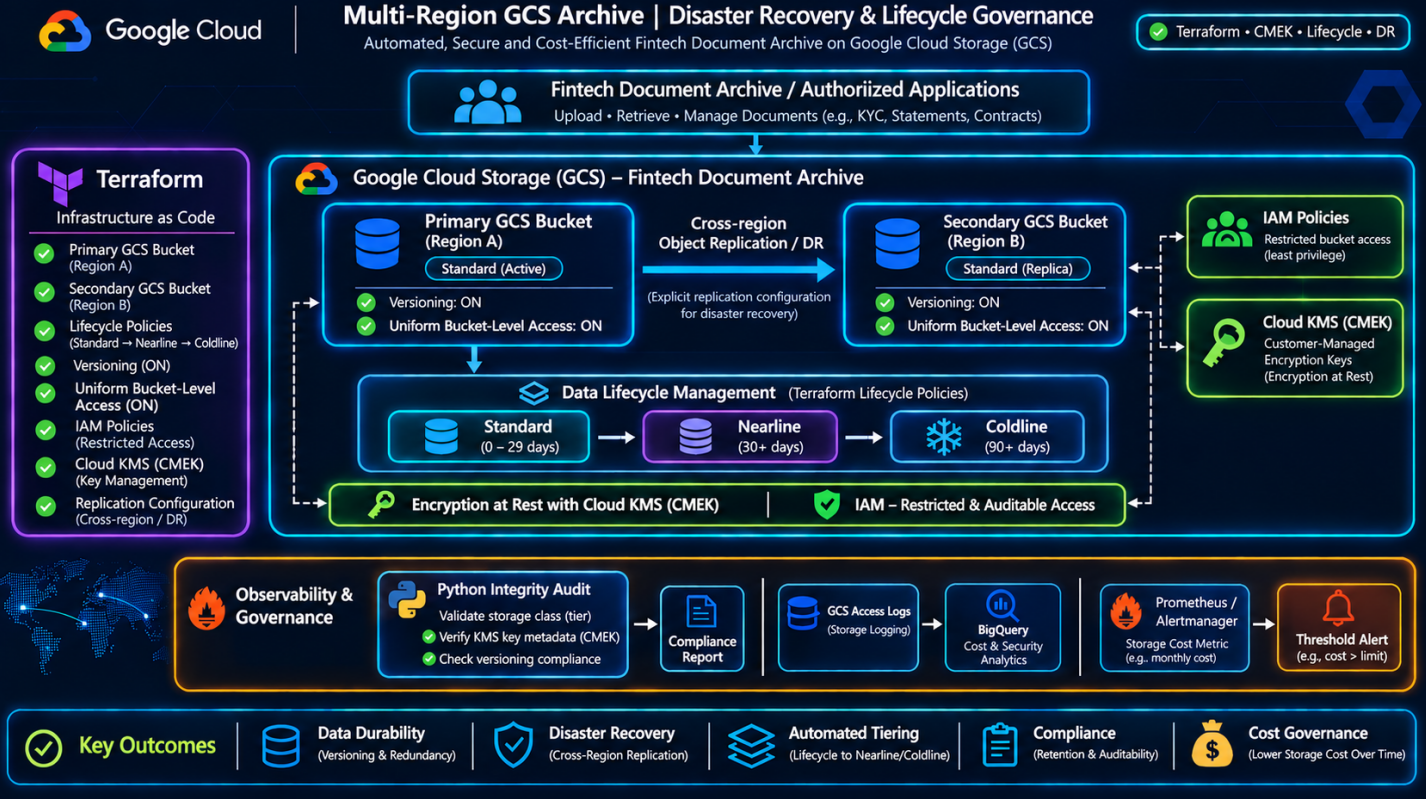 Google Cloud
Multi-Region GCS Archive | Disaster Recovery & Lifecycle Governance
Automated, Secure and Cost-Efficient Fintech Document Archive on Google Cloud Storage (GCS)
Terraform • CMEK • Lifecycle • DR
Fintech Document Archive / Authoriized Applications
Upload • Retrieve • Manage Documents (e.g., KYC, Statements, Contracts)
Terraform
Infrastructure as Code
Primary GCS Bucket
(Region A)
Secondary GCS Bucket
(Region B)
Lifecycle Policies
(Standard → Nearline → Coldline)
Versioning (ON)
Uniform Bucket-Level
Access (ON)
IAM Policies
(Restricted Access)
Cloud KMS (CMEK)
(Key Management)
Replication Configuration
(Cross-region / DR)
Google Cloud Storage (GCS) – Fintech Document Archive
Primary GCS Bucket
(Region A)
Standard (Active)
Versioning: ON
Uniform Bucket-Level Access: ON
Cross-region
Object Replication / DR
(Explicit replication configuration
for disaster recovery)
Secondary GCS Bucket
(Region B)
Standard (Replica)
Versioning: ON
Uniform Bucket-Level Access: ON
IAM Policies
Restricted bucket access
(least privilege)
Cloud KMS (CMEK)
Customer-Managed
Encryption Keys
(Encryption at Rest)
Data Lifecycle Management (Terraform Lifecycle Policies)
Standard
(0 – 29 days)
Nearline
(30+ days)
Coldline
(90+ days)
Encryption at Rest with Cloud KMS (CMEK)
IAM – Restricted & Auditable Access
Observability &
Governance
Python Integrity Audit
Validate storage class (tier)
Verify KMS key metadata (CMEK)
Check versioning compliance
Compliance
Report
GCS Access Logs
(Storage Logging)
BigQuery
Cost & Security
Analytics
Prometheus /
Alertmanager
Storage Cost Metric
(e.g., monthly cost)
Threshold Alert
(e.g., cost > limit)
Key Outcomes
Data Durability
(Versioning & Redundancy)
Disaster Recovery
(Cross-Region Replication)
Automated Tiering
(Lifecycle to Nearline/Coldline)
Compliance
(Retention & Auditability)
$
Cost Governance
(Lower Storage Cost Over Time)